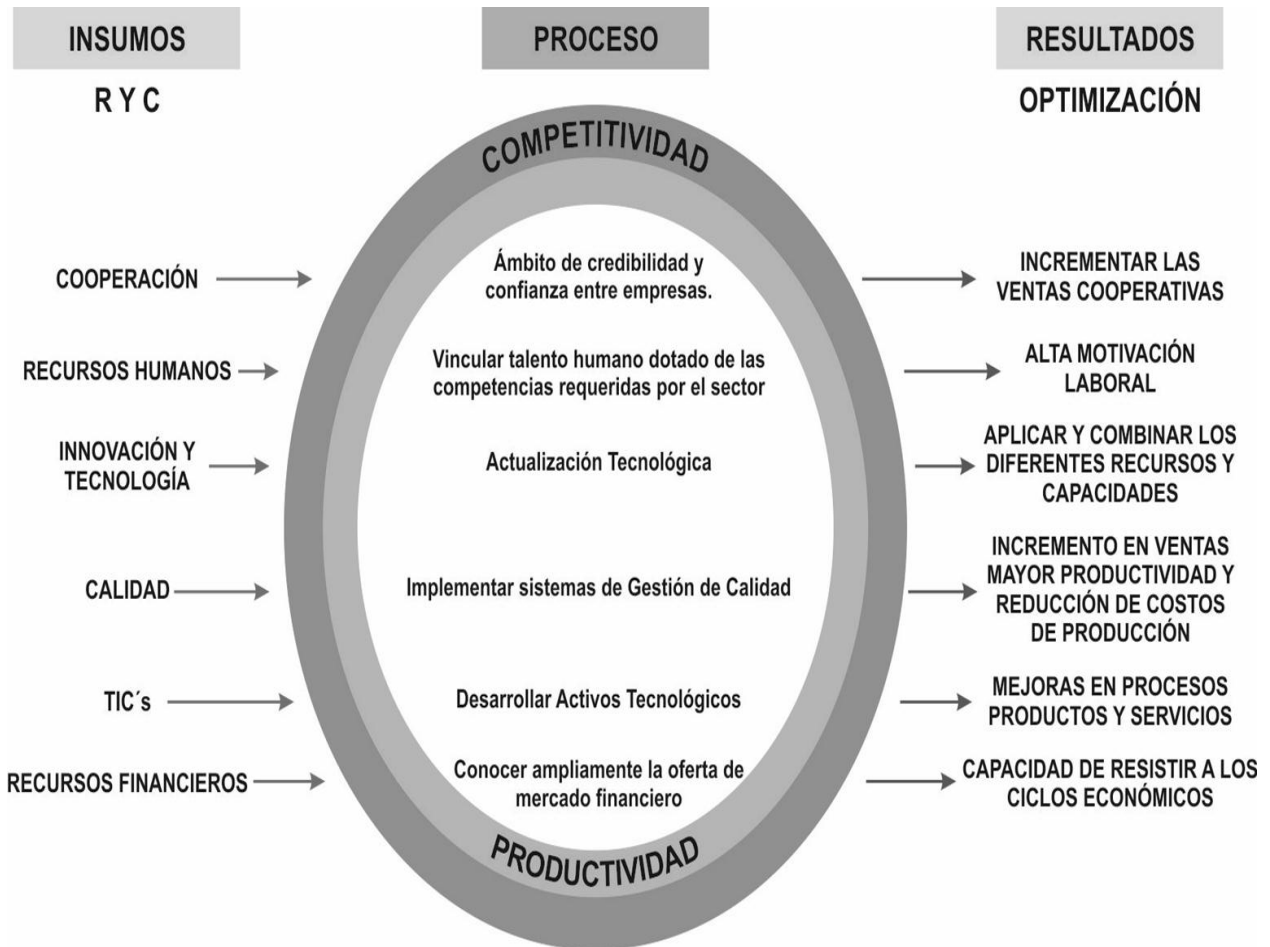 INSUMOS
PROCESO
RESULTADOS
R Y C
OPTIMIZACIÓN
COMPETITIVIDAD
COOPERACIÓN
Ámbito de credibilidad y
confianza entre empresas.
INCREMENTAR LAS
VENTAS COOPERATIVAS
RECURSOS HUMANOS
Vincular talento humano dotado de las
competencias requeridas por el sector
ALTA MOTIVACIÓN
LABORAL
INNOVACIÓN Y
TECNOLOGÍA
Actualización Tecnológica
APLICAR Y COMBINAR LOS
DIFERENTES RECURSOS Y
CAPACIDADES
CALIDAD
Implementar sistemas de Gestión de Calidad
INCREMENTO EN VENTAS
MAYOR PRODUCTIVIDAD Y
REDUCCIÓN DE COSTOS
DE PRODUCCIÓN
TIC´s
Desarrollar Activos Tecnológicos
MEJORAS EN PROCESOS
PRODUCTOS Y SERVICIOS
RECURSOS FINANCIEROS
Conocer ampliamente la oferta de
mercado financiero
CAPACIDAD DE RESISTIR A LOS
CICLOS ECONÓMICOS
PRODUCTIVIDAD